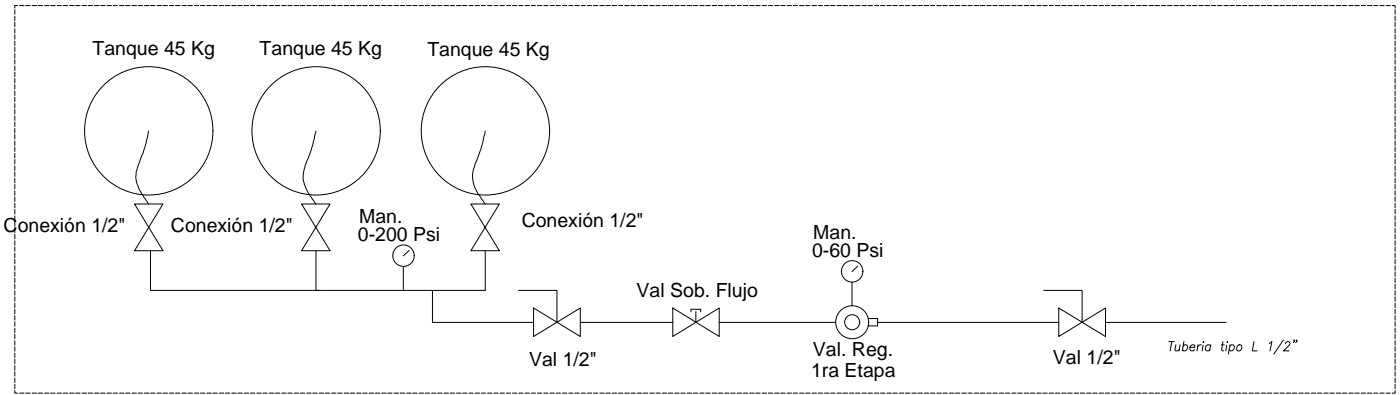 Tanque 45 Kg
Tanque 45 Kg
Tanque 45 Kg
Conexión 1/2"
Conexión 1/2"
Man.
0-200 Psi
Conexión 1/2"
Man.
0-60 Psi
Val Sob. Flujo
Val 1/2"
Val. Reg.
1ra Etapa
Val 1/2"
Tuberia tipo L 1/2"